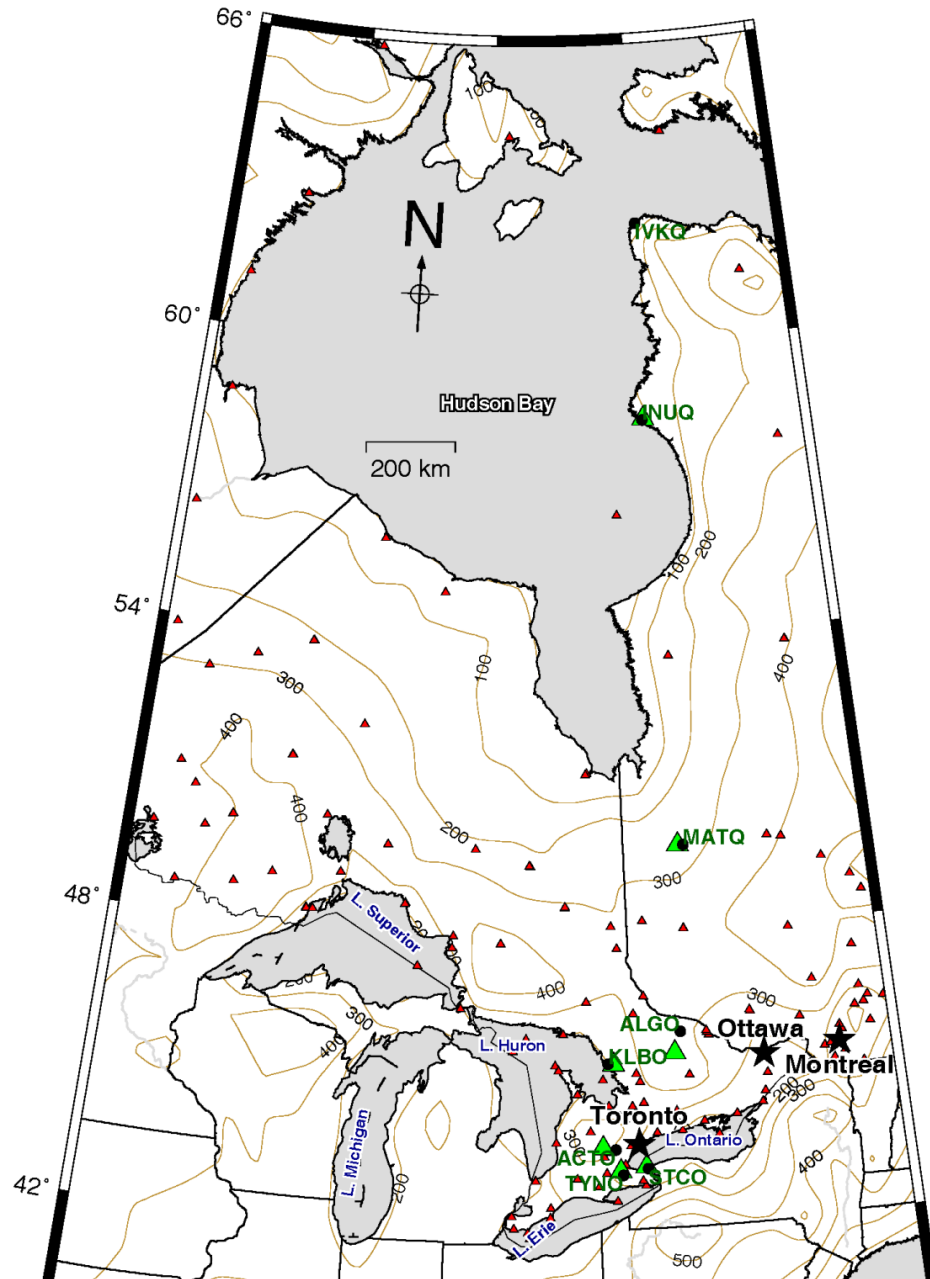 66°
100
N
IVKQ
60°
Hudson Bay
INUQ
200 km
100
200
54°
100
300
400
400
400
200
MATQ
300
48°
L. Superior
200
400
300
300
400
ALGO
Ottawa
L. Huron
KLBO
Montreal
200
300
Toronto
300
L. Ontario
L. Michigan
ACTO
400
TYNO
STCO
42°
200
L. Erie
500